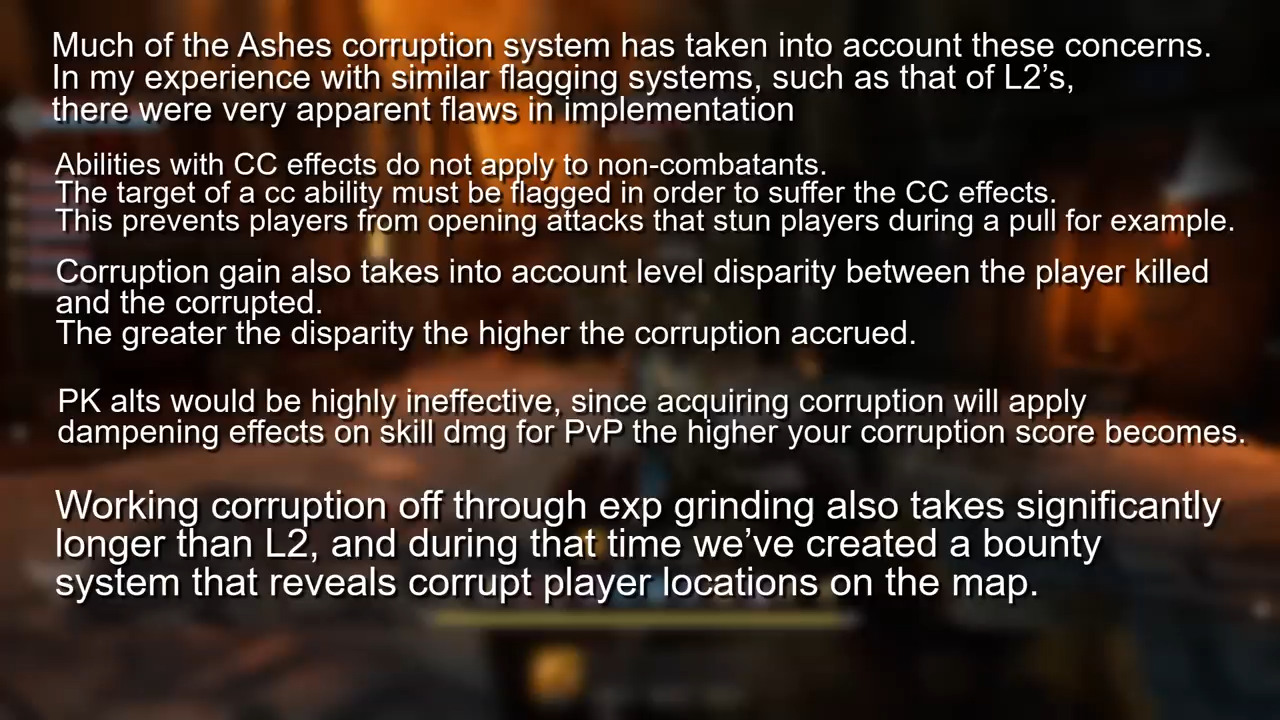 Much of the Ashes corruption system has taken into account these concerns.
In my experience with similar flagging systems, such as that of L2’s,
there were very apparent flaws in implementation
Abilities with CC effects do not apply to non-combatants.
The target of a cc ability must be flagged in order to suffer the CC effects.
This prevents players from opening attacks that stun players during a pull for example.
Corruption gain also takes into account level disparity between the player killed
and the corrupted.
The greater the disparity the higher the corruption accrued.
PK alts would be highly ineffective, since acquiring corruption will apply
dampening effects on skill dmg for PvP the higher your corruption score becomes.
Working corruption off through exp grinding also takes significantly
longer than L2, and during that time we’ve created a bounty
system that reveals corrupt player locations on the map.